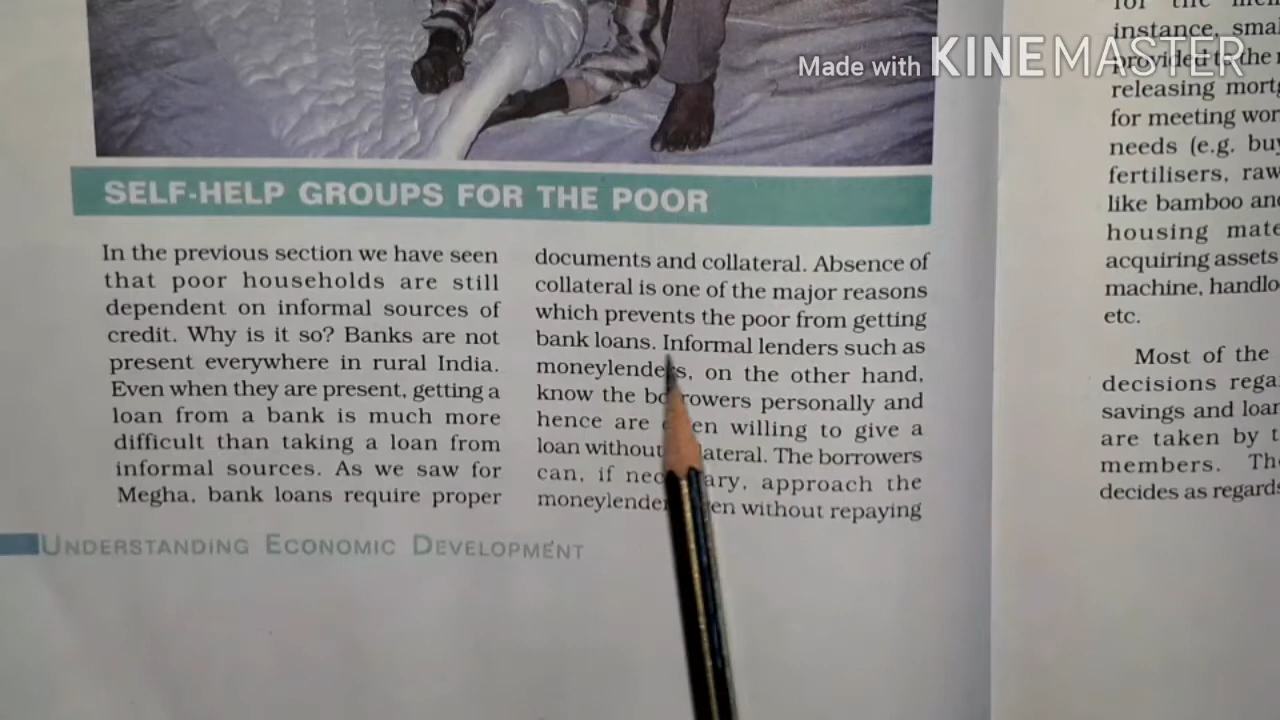 Made with KINEMASTER
SELF-HELP GROUPS FOR THE POOR
In the previous section we have seen
that poor households are still
dependent on informal sources of
credit. Why is it so? Banks are not
present everywhere in rural India.
Even when they are present, getting a
loan from a bank is much more
difficult than taking a loan from
informal sources. As we saw for
Megha, bank loans require proper
documents and collateral. Absence of
collateral is one of the major reasons
which prevents the poor from getting
bank loans. Informal lenders such as
moneylenders, on the other hand,
know the borrowers personally and
hence are willing to give a
loan without The borrowers
can, if approach the
without repaying
UNDERSTANDING ECONOMIC DEVELOPMENT
instance,
provided the
releasing
for meeting
needs (e.g.
fertilisers, raw
like bamboo
housing
acquiring assets
machine,
etc.
Most of the
decisions
savings and
are taken by
members.
decides as